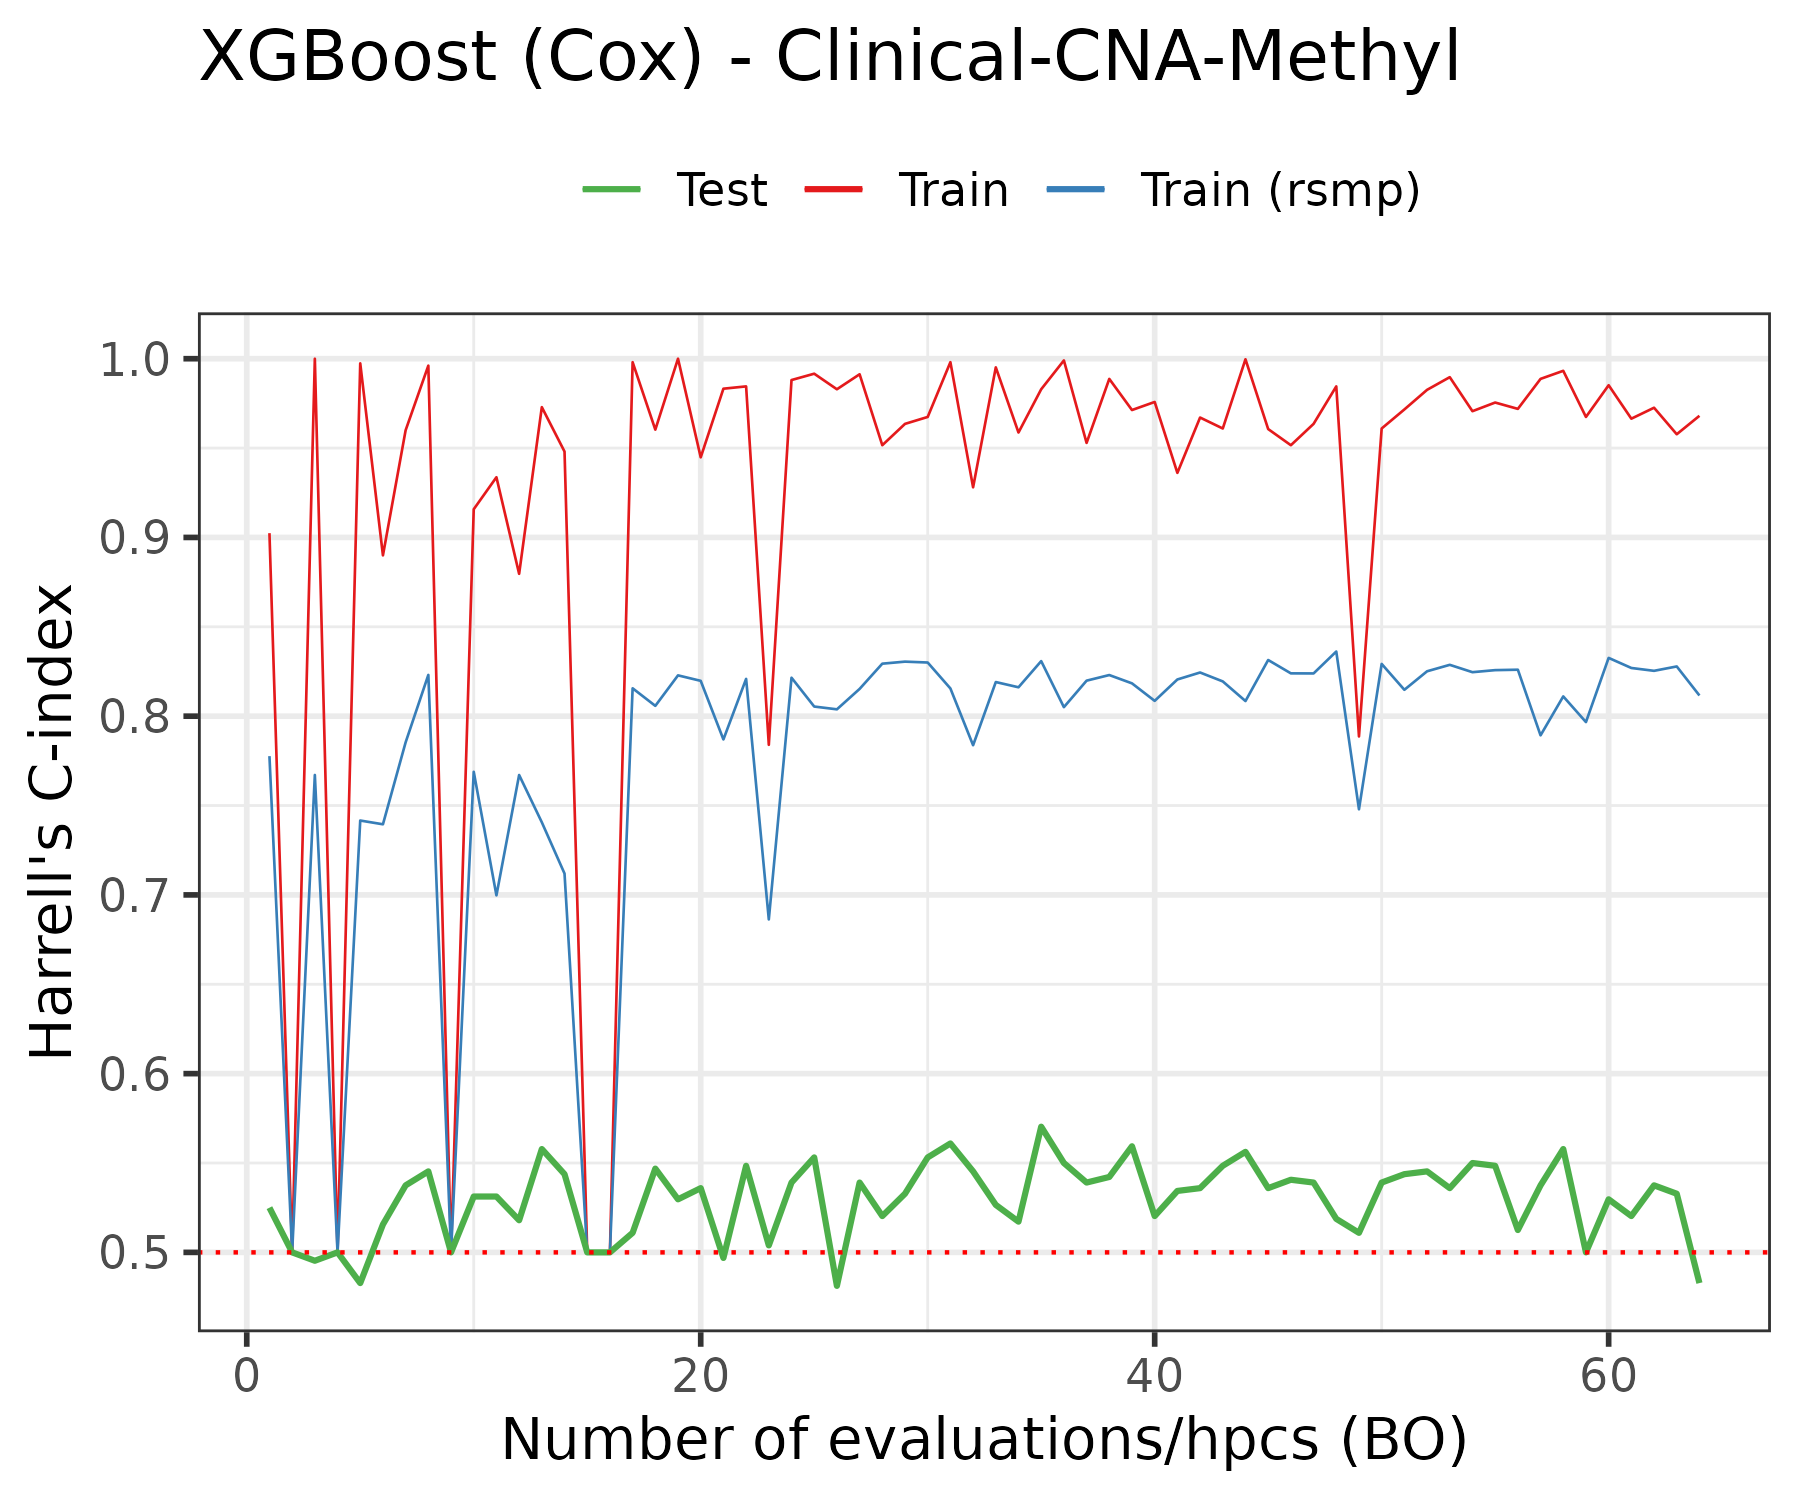 XGBoost (Cox) - Clinical-CNA-Methyl
Test Train Train (rsmp)
Harrell's C-index
1.0
0.9
0.8
0.7
0.6
0.5
0 20 40 60
Number of evaluations/hpcs (BO)